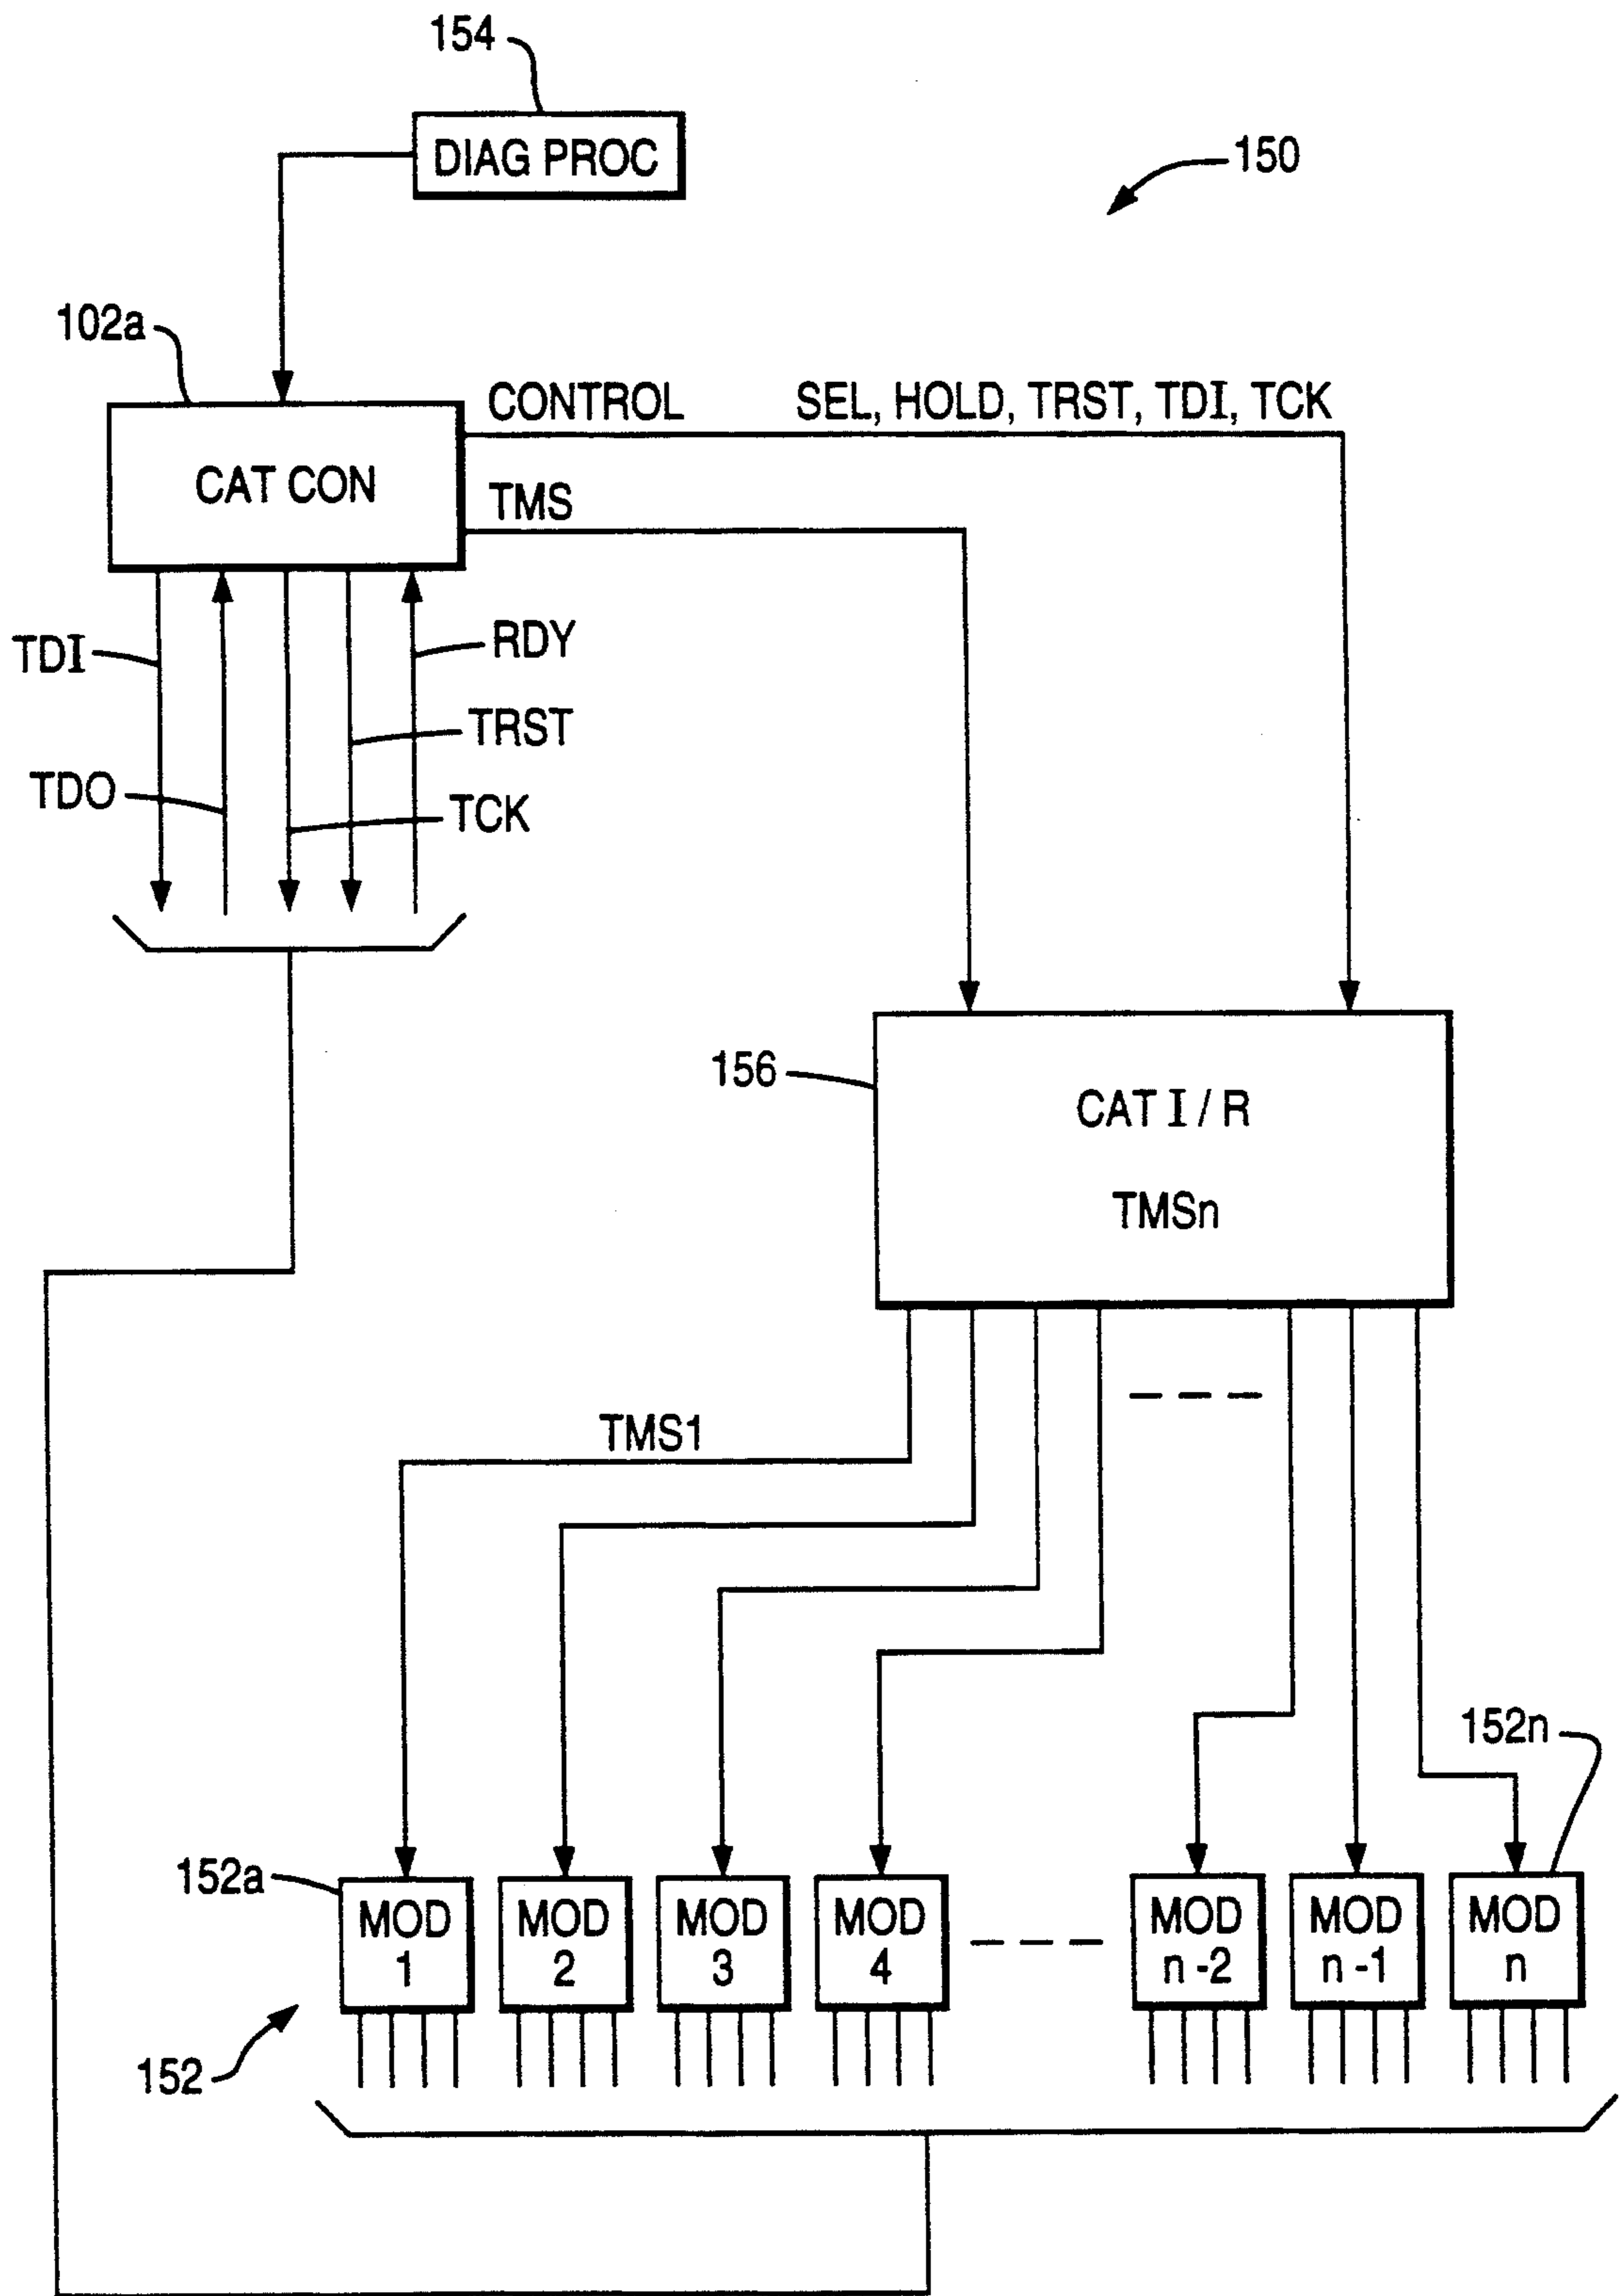 154
DIAG PROC
150
102a
CONTROL SEL, HOLD, TRST, TDI, TCK
CAT CON
TMS
TDI
RDY
TRST
TDO
TCK
156
CAT I / R
TMSn
TMS1
152n
152a
MOD 1
MOD 2
MOD 3
MOD 4
MOD n-2
MOD n-1
MOD n
152